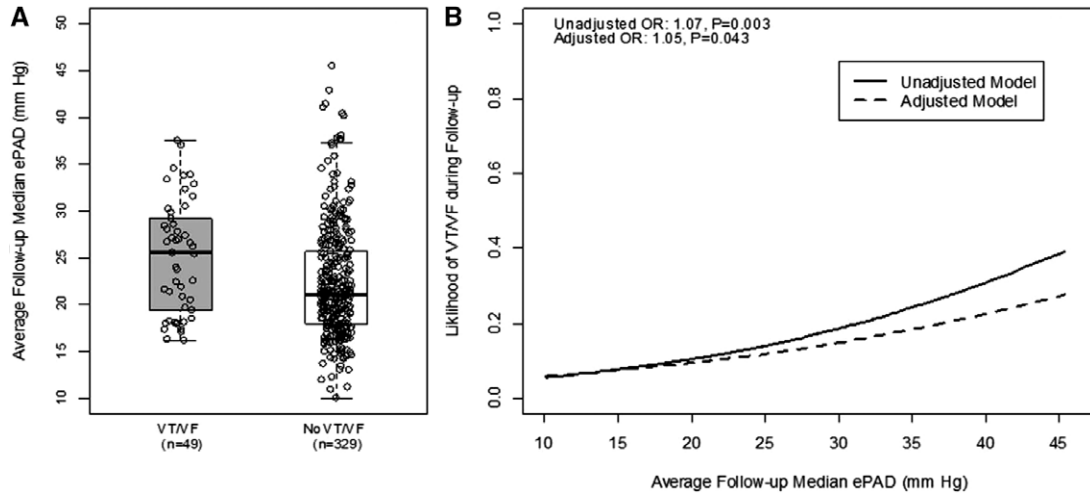 A
Average Follow-up Median ePAD (mm Hg)
50
45
40
35
30
25
20
15
10
VT/VF
(n=49)
No VT/VF
(n=329)
B
Unadjusted OR: 1.07, P=0.003
Adjusted OR: 1.05, P=0.043
Unadjusted Model
Adjusted Model
Liklihood of VT/VF during Follow-up
1.0
0.8
0.6
0.4
0.2
0.0
10
15
20
25
30
35
40
45
Average Follow-up Median ePAD (mm Hg)